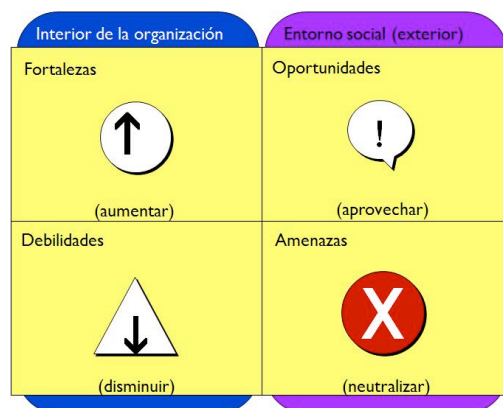 Interior de la organización
Entorno social (exterior)
Fortalezas
Oportunidades
!
(aumentar)
(aprovechar)
Debilidades
Amenazas
X
(disminuir)
(neutralizar)